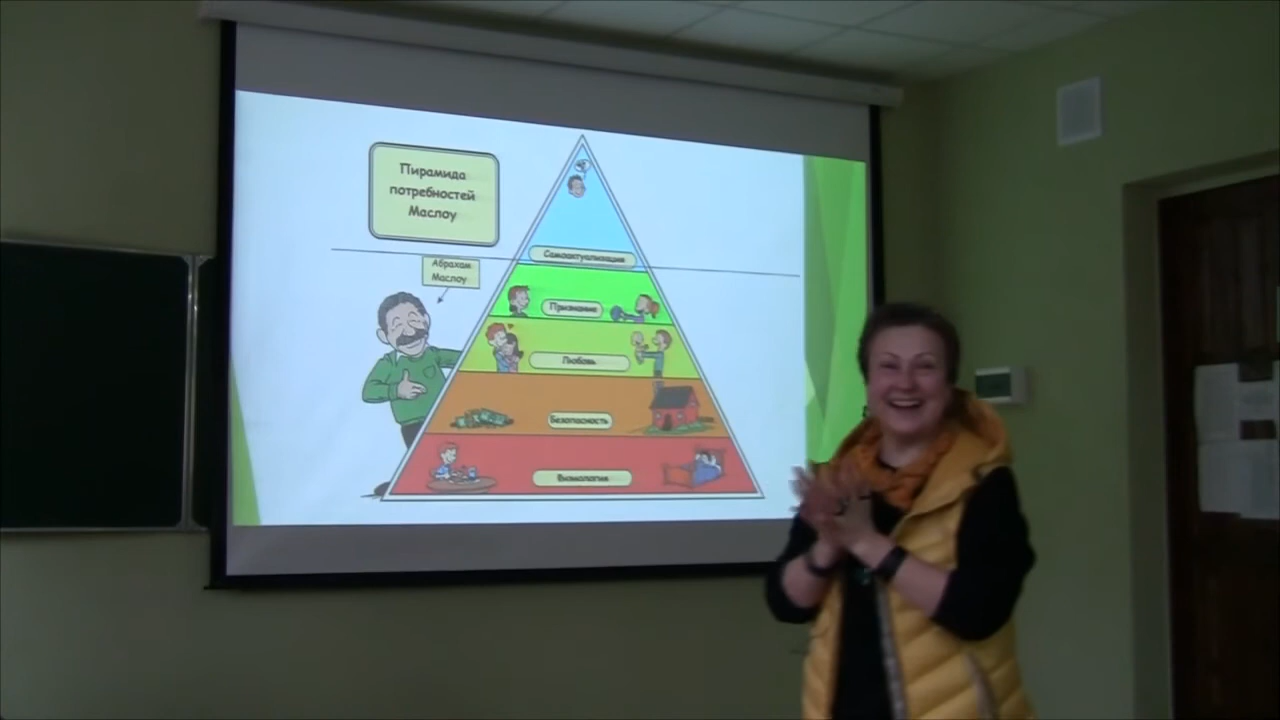 Пирамида
потребностей
Маслоу
Абрахам
Маслоу
Самоактуализация
Признание
Любовь
Безопасность
Физиология